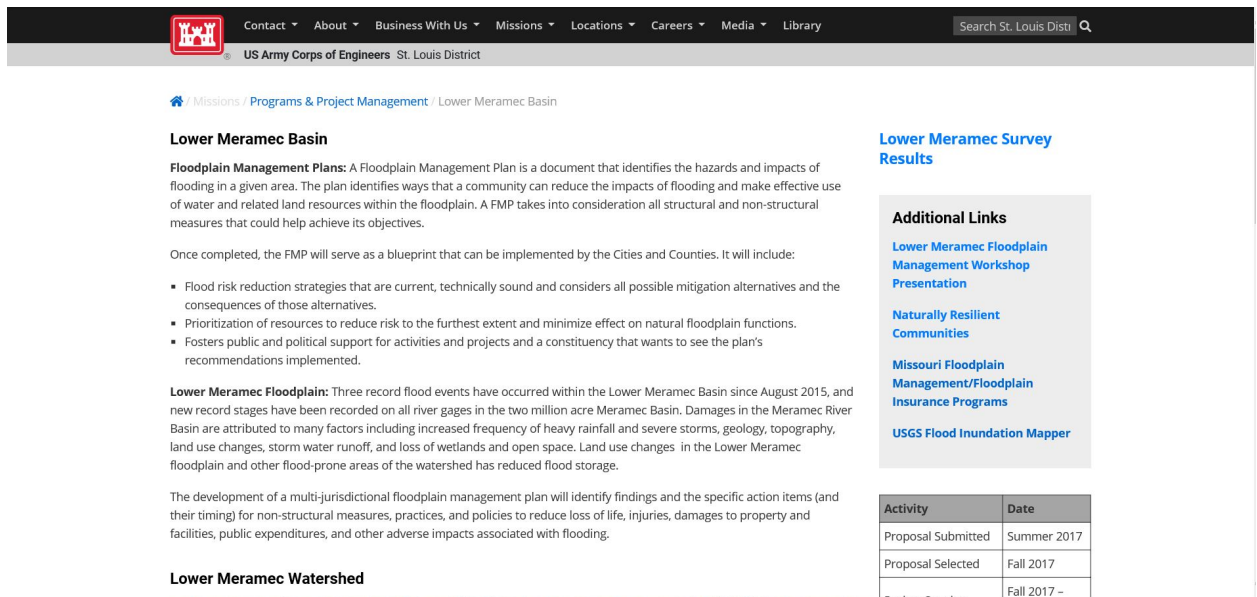 Contact About Business With Us Missions Locations Careers Media Library
Search St. Louis Distr
US Army Corps of Engineers St. Louis District
/ Missions / Programs & Project Management / Lower Meramec Basin
Lower Meramec Basin
Floodplain Management Plans: A Floodplain Management Plan is a document that identifies the hazards and impacts of
flooding in a given area. The plan identifies ways that a community can reduce the impacts of flooding and make effective use
of water and related land resources within the floodplain. A FMP takes into consideration all structural and non-structural
measures that could help achieve its objectives.
Once completed, the FMP will serve as a blueprint that can be implemented by the Cities and Counties. It will include:
▪ Flood risk reduction strategies that are current, technically sound and considers all possible mitigation alternatives and the
consequences of those alternatives.
▪ Prioritization of resources to reduce risk to the furthest extent and minimize effect on natural floodplain functions.
▪ Fosters public and political support for activities and projects and a constituency that wants to see the plan's
recommendations implemented.
Lower Meramec Floodplain: Three record flood events have occurred within the Lower Meramec Basin since August 2015, and
new record stages have been recorded on all river gages in the two million acre Meramec Basin. Damages in the Meramec River
Basin are attributed to many factors including increased frequency of heavy rainfall and severe storms, geology, topography,
land use changes, storm water runoff, and loss of wetlands and open space. Land use changes in the Lower Meramec
floodplain and other flood-prone areas of the watershed has reduced flood storage.
The development of a multi-jurisdictional floodplain management plan will identify findings and the specific action items (and
their timing) for non-structural measures, practices, and policies to reduce loss of life, injuries, damages to property and
facilities, public expenditures, and other adverse impacts associated with flooding.
Lower Meramec Watershed
Lower Meramec Survey
Results
Additional Links
Lower Meramec Floodplain
Management Workshop
Presentation
Naturally Resilient
Communities
Missouri Floodplain
Management/Floodplain
Insurance Programs
USGS Flood Inundation Mapper
Activity Date
Proposal Submitted Summer 2017
Proposal Selected Fall 2017
Fall 2017 –